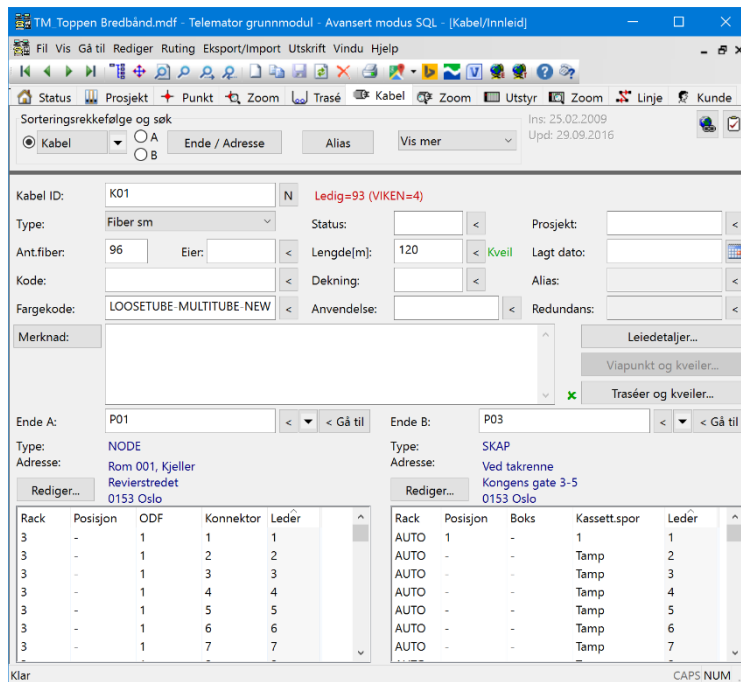 TM_Toppen Bredbånd.mdf - Telemator grunnmodul - Avansert modus SQL - [Kabel/Innleid]
Fil Vis Gå til Rediger Ruting Eksport/Import Utskrift Vindu Hjelp
Status Prosjekt Punkt Zoom Trasé Kabel Zoom Utstyr Zoom Linje Kunde
Sorteringsrekkefølge og søk
Ins: 25.02.2009
Upd: 29.09.2016
Kabel A B Ende / Adresse Alias Vis mer
Kabel ID: K01 N Ledig=93 (VIKEN=4)
Type: Fiber sm Status: < Prosjekt: <
Ant.fiber: 96 Eier: < Lengde[m]: 120 < Kveil Lagt dato:
Kode: < Dekning: < Alias: <
Fargekode: LOOSETUBE-MULTITUBE-NEW < Anvendelse: < Redundans: <
Merknad: Leiedetaljer...
Viapunkt og kveiler...
Traséer og kveiler...
Ende A: P01 < < Gå til Ende B: P03 < < Gå til
Type: NODE Type: SKAP
Adresse: Rom 001, Kjeller Adresse: Ved takrenne
Revierstredet Kongens gate 3-5
Rediger... 0153 Oslo Rediger... 0153 Oslo
Rack Posisjon ODF Konnektor Leder Rack Posisjon Boks Kassett.spor Leder
3 - 1 1 1 AUTO 1 - 1 1
3 - 1 2 2 AUTO - - Tamp 2
3 - 1 3 3 AUTO - - Tamp 3
3 - 1 4 4 AUTO - - Tamp 4
3 - 1 5 5 AUTO - - Tamp 5
3 - 1 6 6 AUTO - - Tamp 6
3 - 1 7 7 AUTO - - Tamp 7
Klar CAPS NUM